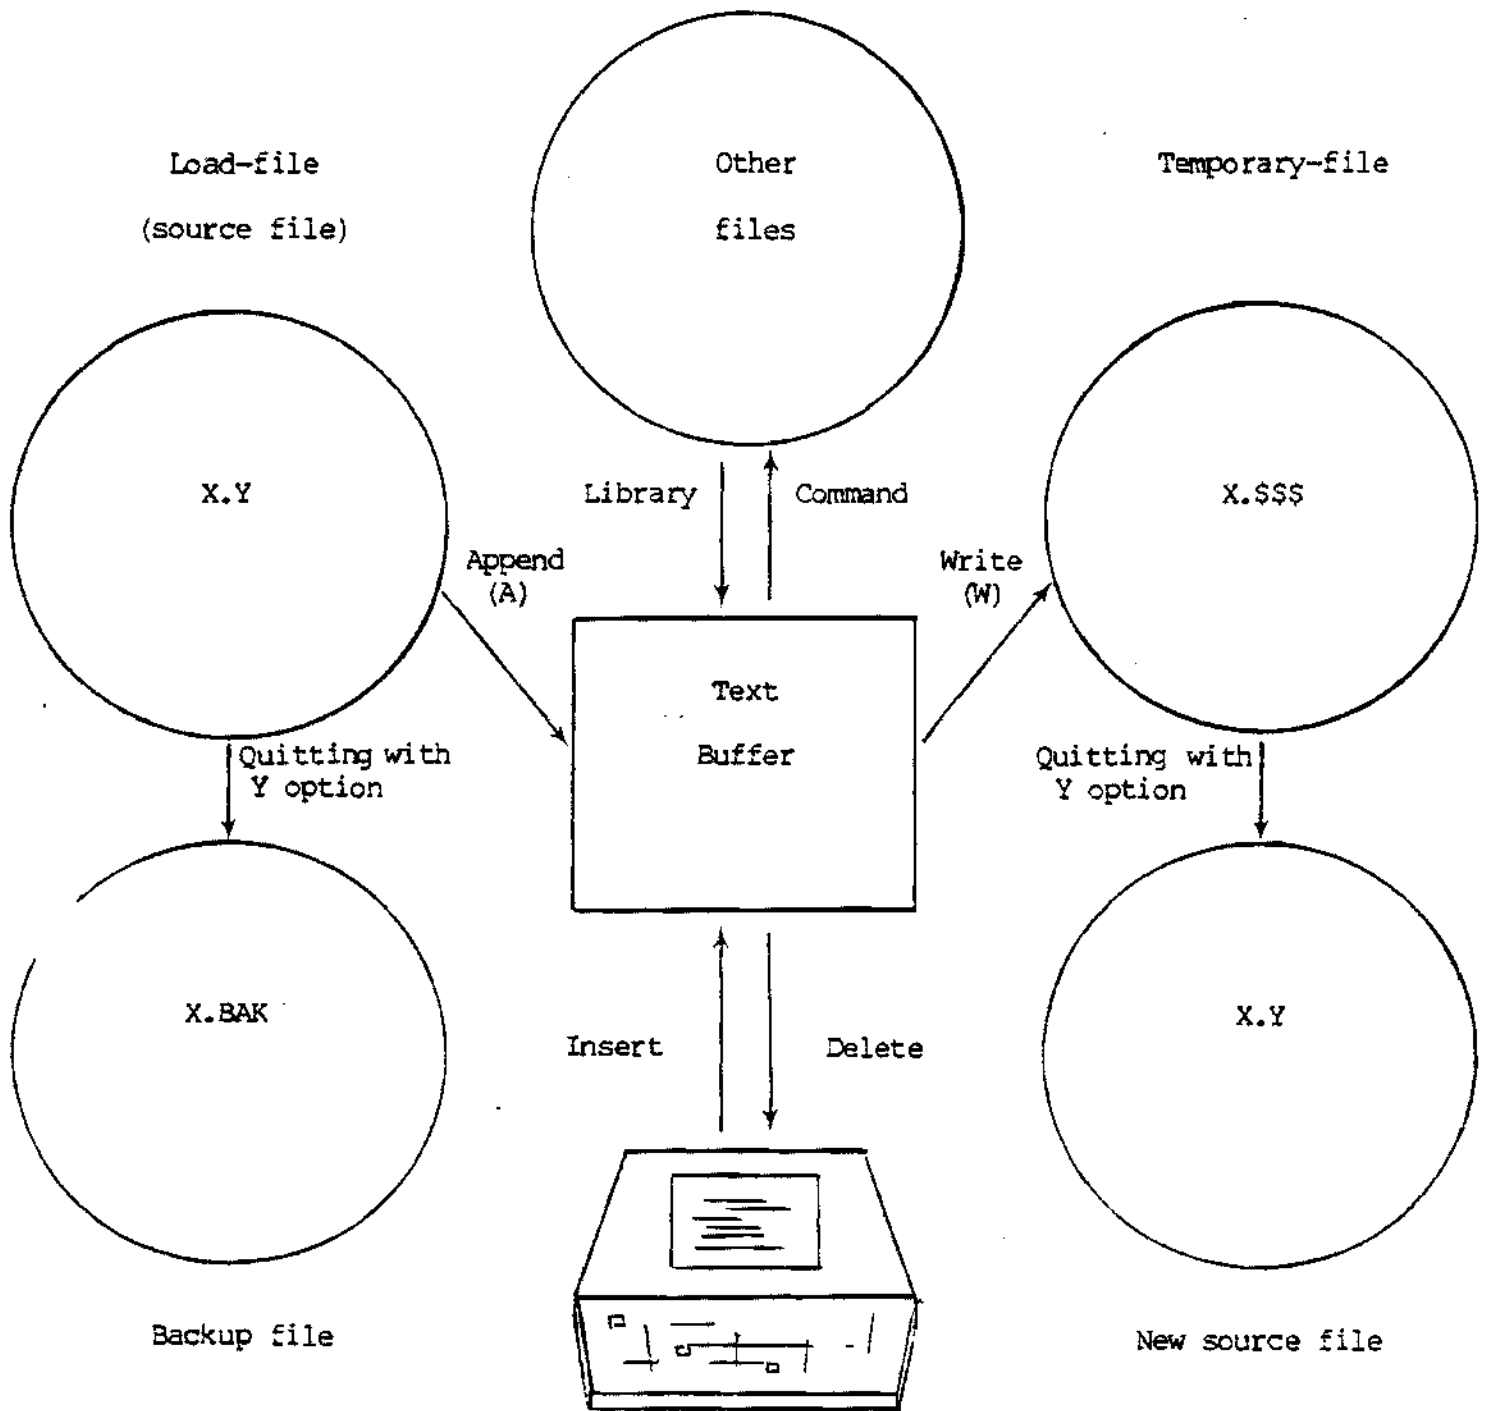 Load-file
(source file)
Other
files
Temporary-file
X.Y
Library
Command
X.$$$
Append
(A)
Write
(W)
Text
Buffer
Quitting with
Y option
Quitting with
Y option
X.BAK
X.Y
Insert
Delete
Backup file
New source file